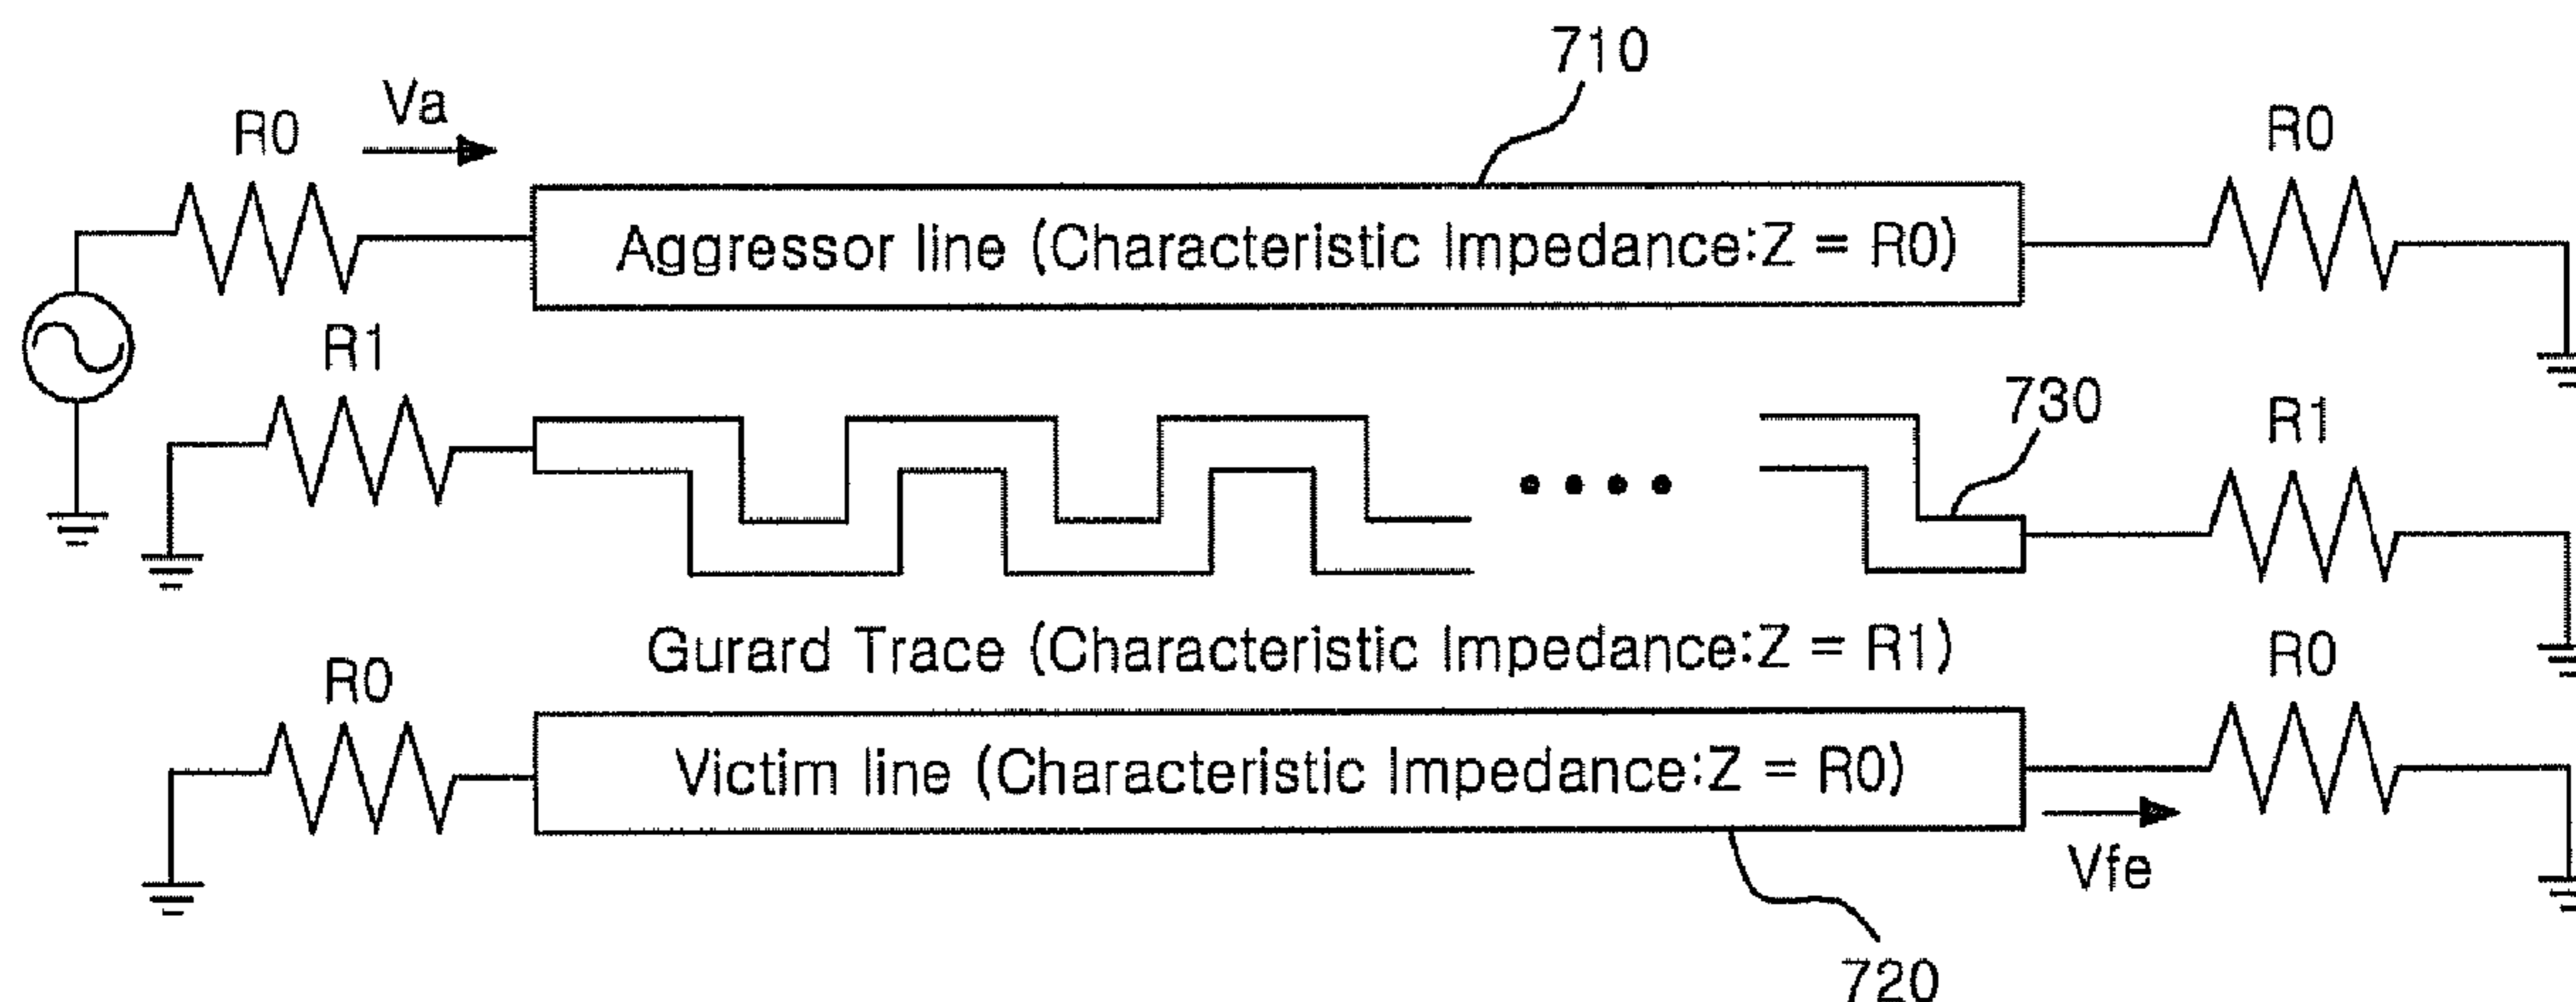 710
Va
R0
R0
Aggressor line (Characteristic Impedance:Z = R0)
R1
730
R1
Gurard Trace (Characteristic Impedance:Z = R1)
R0
R0
Victim line (Characteristic Impedance:Z = R0)
Vfe
720